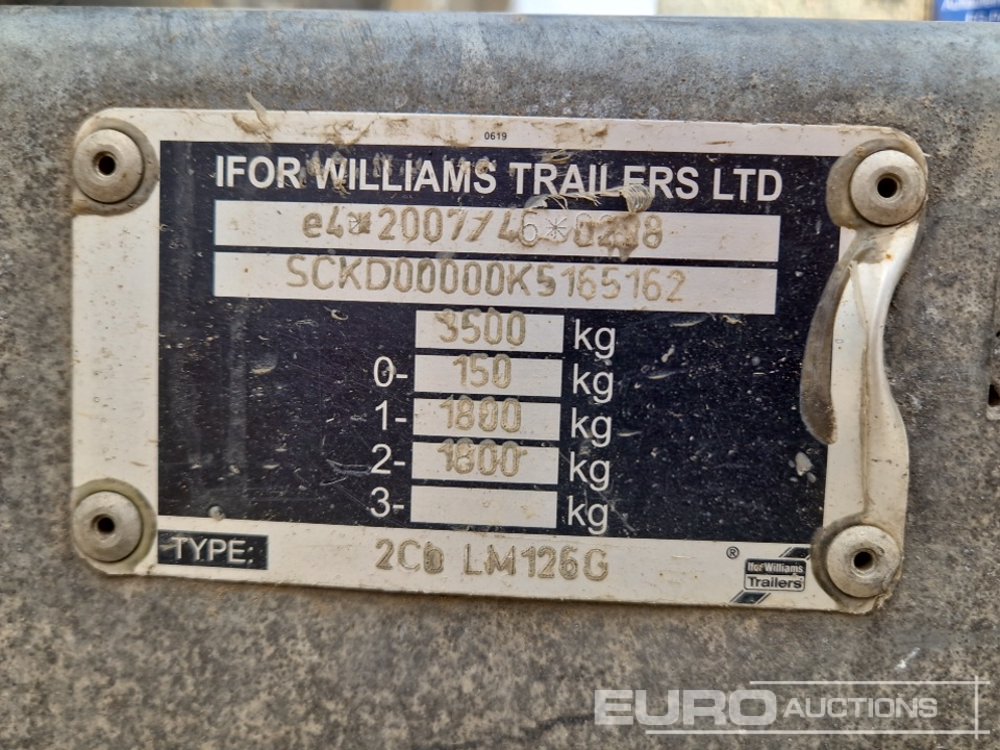 0619
IFOR WILLIAMS TRAILERS LTD
SCKD00000K5165162
3500 kg
0- 150 kg
1- 1800 kg
2- 1800 kg
3- kg
TYPE: 2Cb LM126G ®
Ifor Williams
Trailers
EURO AUCTIONS